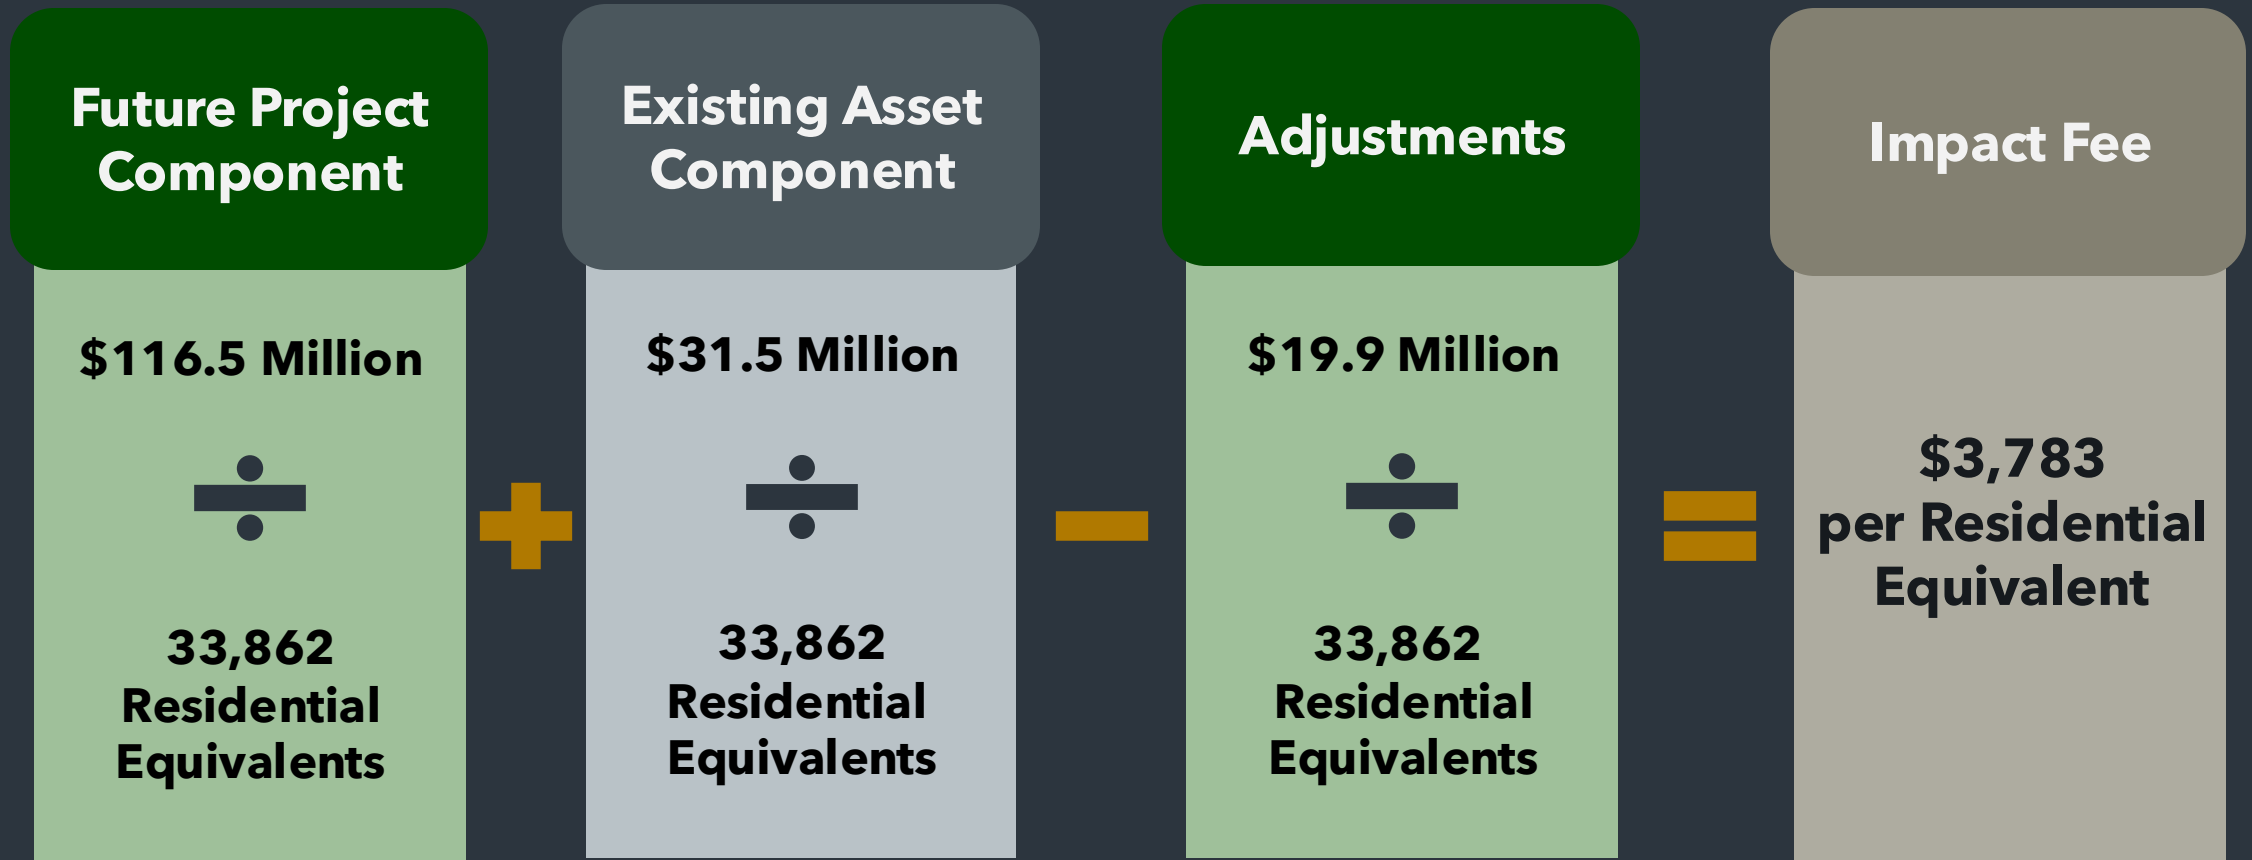 Future Project
Component
$116.5 Million
÷
33,862
Residential
Equivalents
+
Existing Asset
Component
$31.5 Million
÷
33,862
Residential
Equivalents
−
Adjustments
$19.9 Million
÷
33,862
Residential
Equivalents
=
Impact Fee
$3,783
per Residential
Equivalent